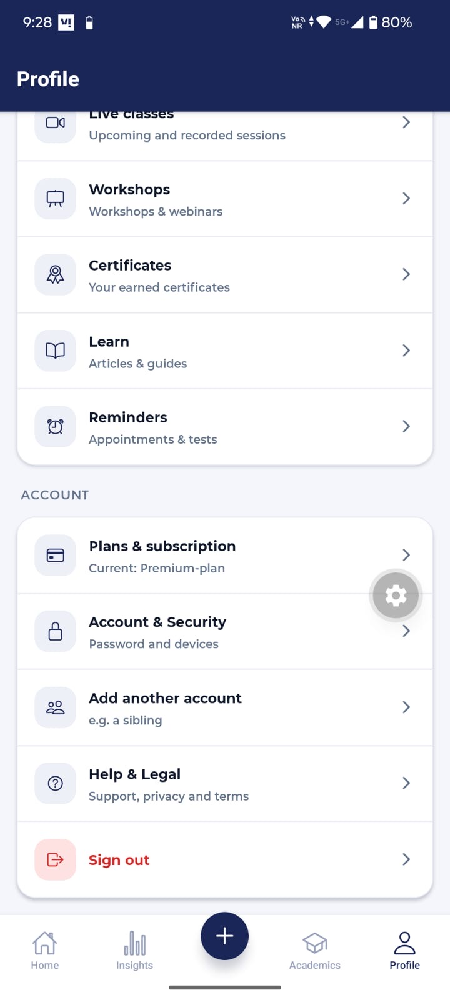 9:28
Vo
NR
5G+
80%
Profile
Live classes
Upcoming and recorded sessions
Workshops
Workshops & webinars
Certificates
Your earned certificates
Learn
Articles & guides
Reminders
Appointments & tests
ACCOUNT
Plans & subscription
Current: Premium-plan
Account & Security
Password and devices
Add another account
e.g. a sibling
Help & Legal
Support, privacy and terms
Sign out
Home
Insights
Academics
Profile